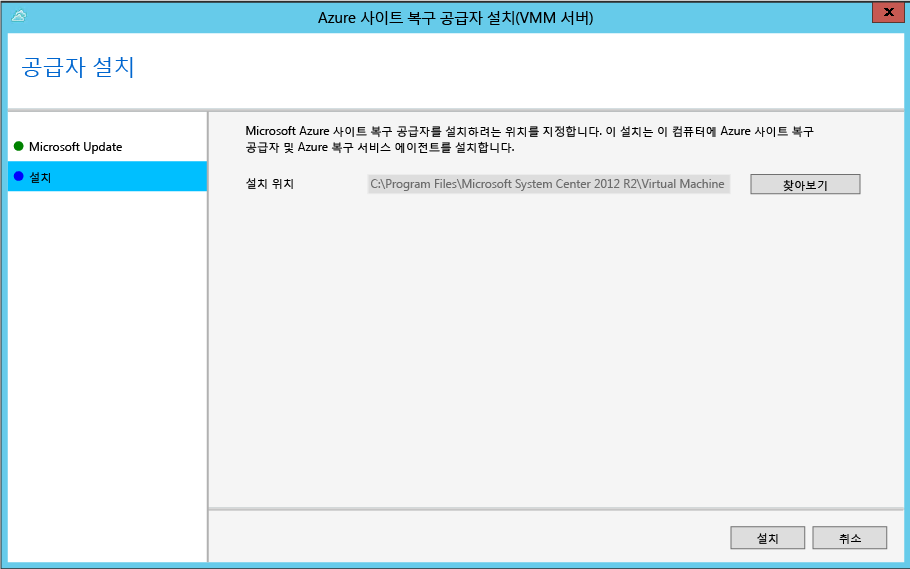 Azure 사이트 복구 공급자 설치(VMM 서버)
공급자 설치
Microsoft Update
설치
Microsoft Azure 사이트 복구 공급자를 설치하려는 위치를 지정합니다. 이 설치는 이 컴퓨터에 Azure 사이트 복구
공급자 및 Azure 복구 서비스 에이전트를 설치합니다.
설치 위치
C:\Program Files\Microsoft System Center 2012 R2\Virtual Machine
찾아보기
설치
취소